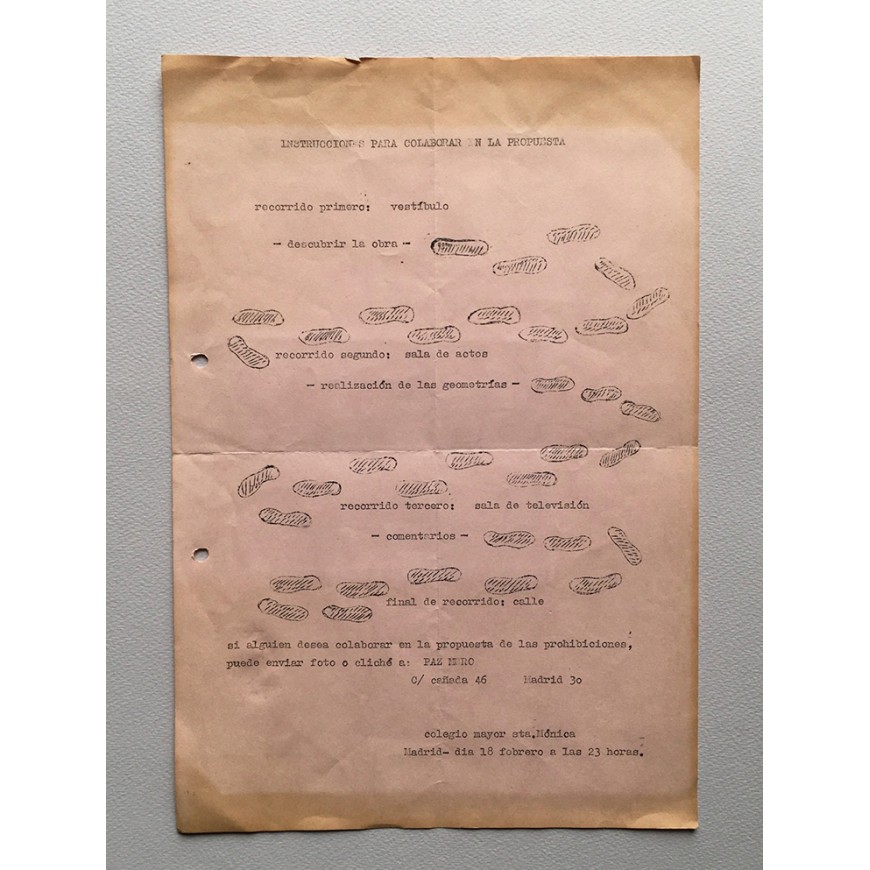 INSTRUCCIONES PARA COLABORAR EN LA PROPUESTA
recorrido primero: vestíbulo
- descubrir la obra -
recorrido segundo: sala de actos
- realización de las geometrías -
recorrido tercero: sala de televisión
- comentarios -
final de recorrido: calle
si alguien desea colaborar en la propuesta de las prohibiciones,
puede enviar foto o cliché a: PAZ MURO
C/ cañada 46 Madrid 30
colegio mayor sta.Mónica
Madrid- dia 18 febrero a las 23 horas.